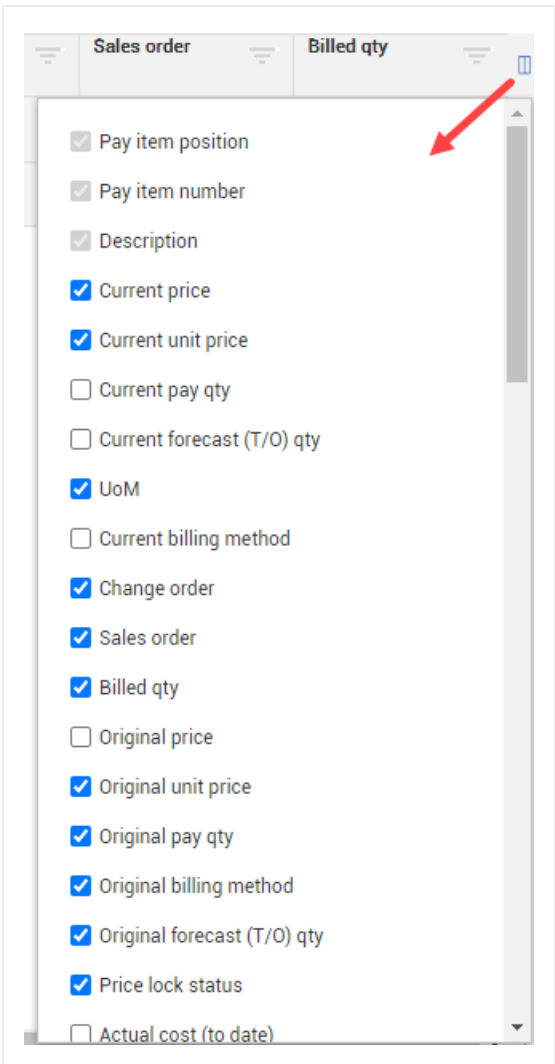 Sales order
Billed qty
Pay item position
Pay item number
Description
Current price
Current unit price
Current pay qty
Current forecast (T/O) qty
UoM
Current billing method
Change order
Sales order
Billed qty
Original price
Original unit price
Original pay qty
Original billing method
Original forecast (T/O) qty
Price lock status
Actual cost (to date)